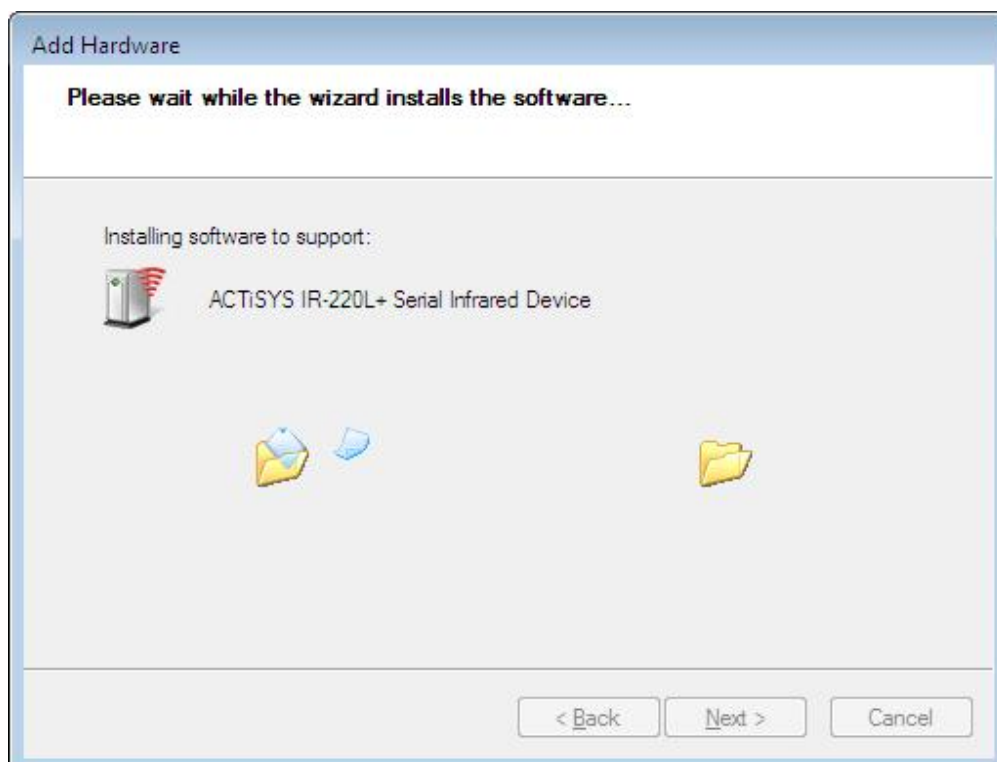 Add Hardware
Please wait while the wizard installs the software...
Installing software to support:
ACTiSYS IR-220L+ Serial Infrared Device
< Back
Next >
Cancel